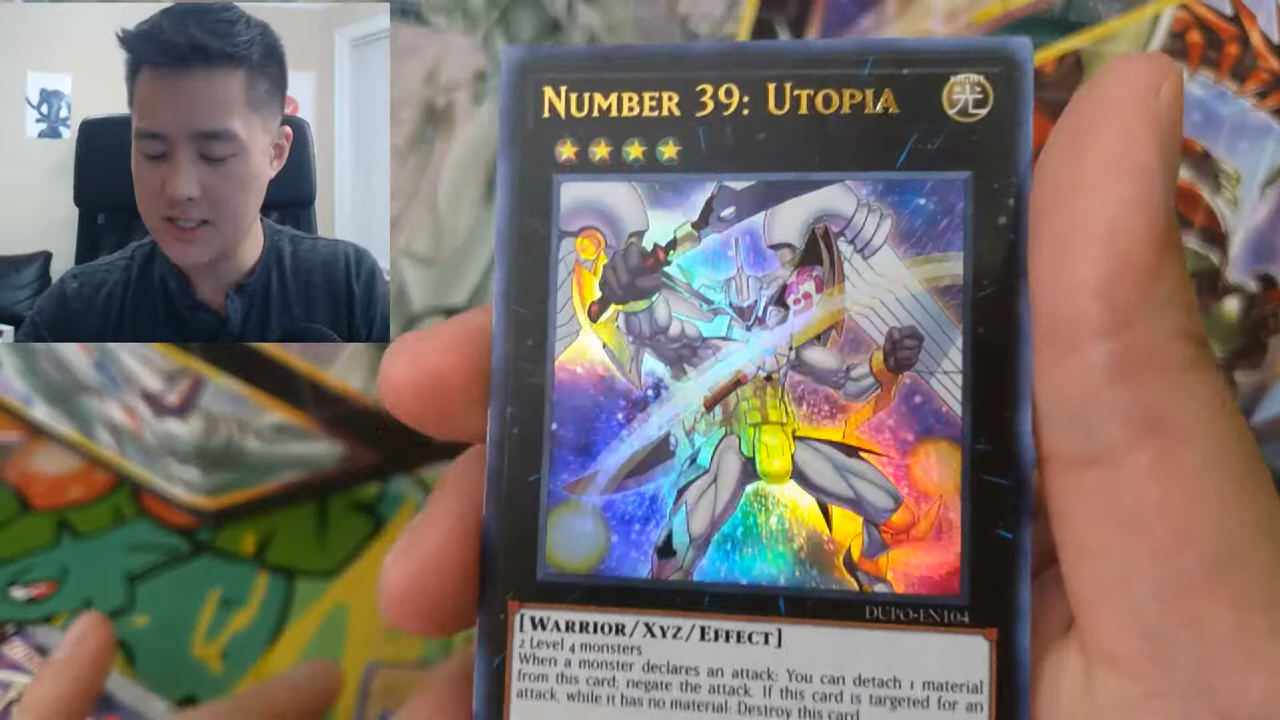 NUMBER 39: UTOPIA
LIGHT
光
DUPO-EN104
[WARRIOR/XYZ/EFFECT]
2 Level 4 monsters
When a monster declares an attack: You can detach 1 material
from this card; negate the attack. If this card is targeted for an
attack, while it has no material: Destroy this card.